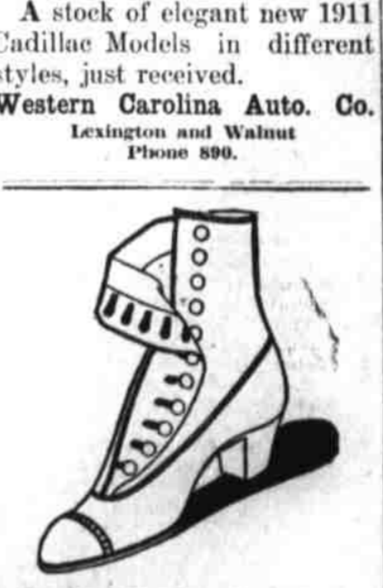 A stock of elegant new 1911
Cadillac Models in different
styles, just received.
Western Carolina Auto. Co.
Lexington and Walnut
Phone 890.